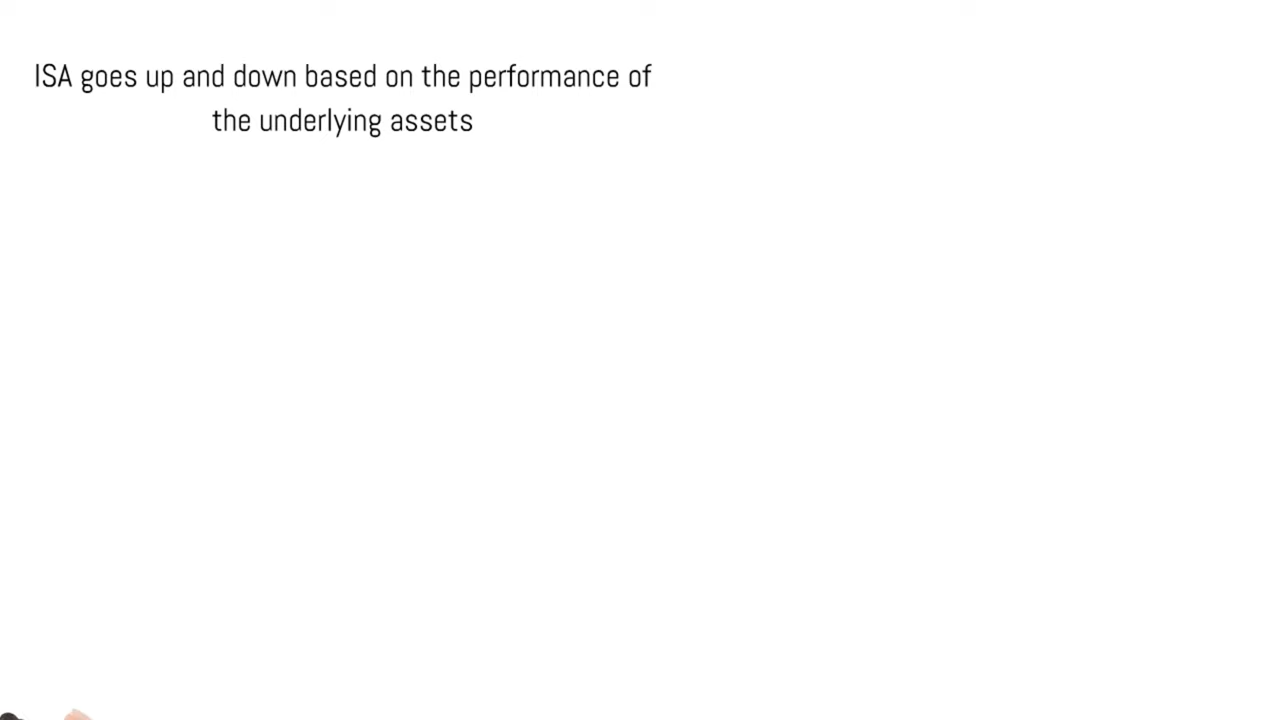 ISA goes up and down based on the performance of
the underlying assets